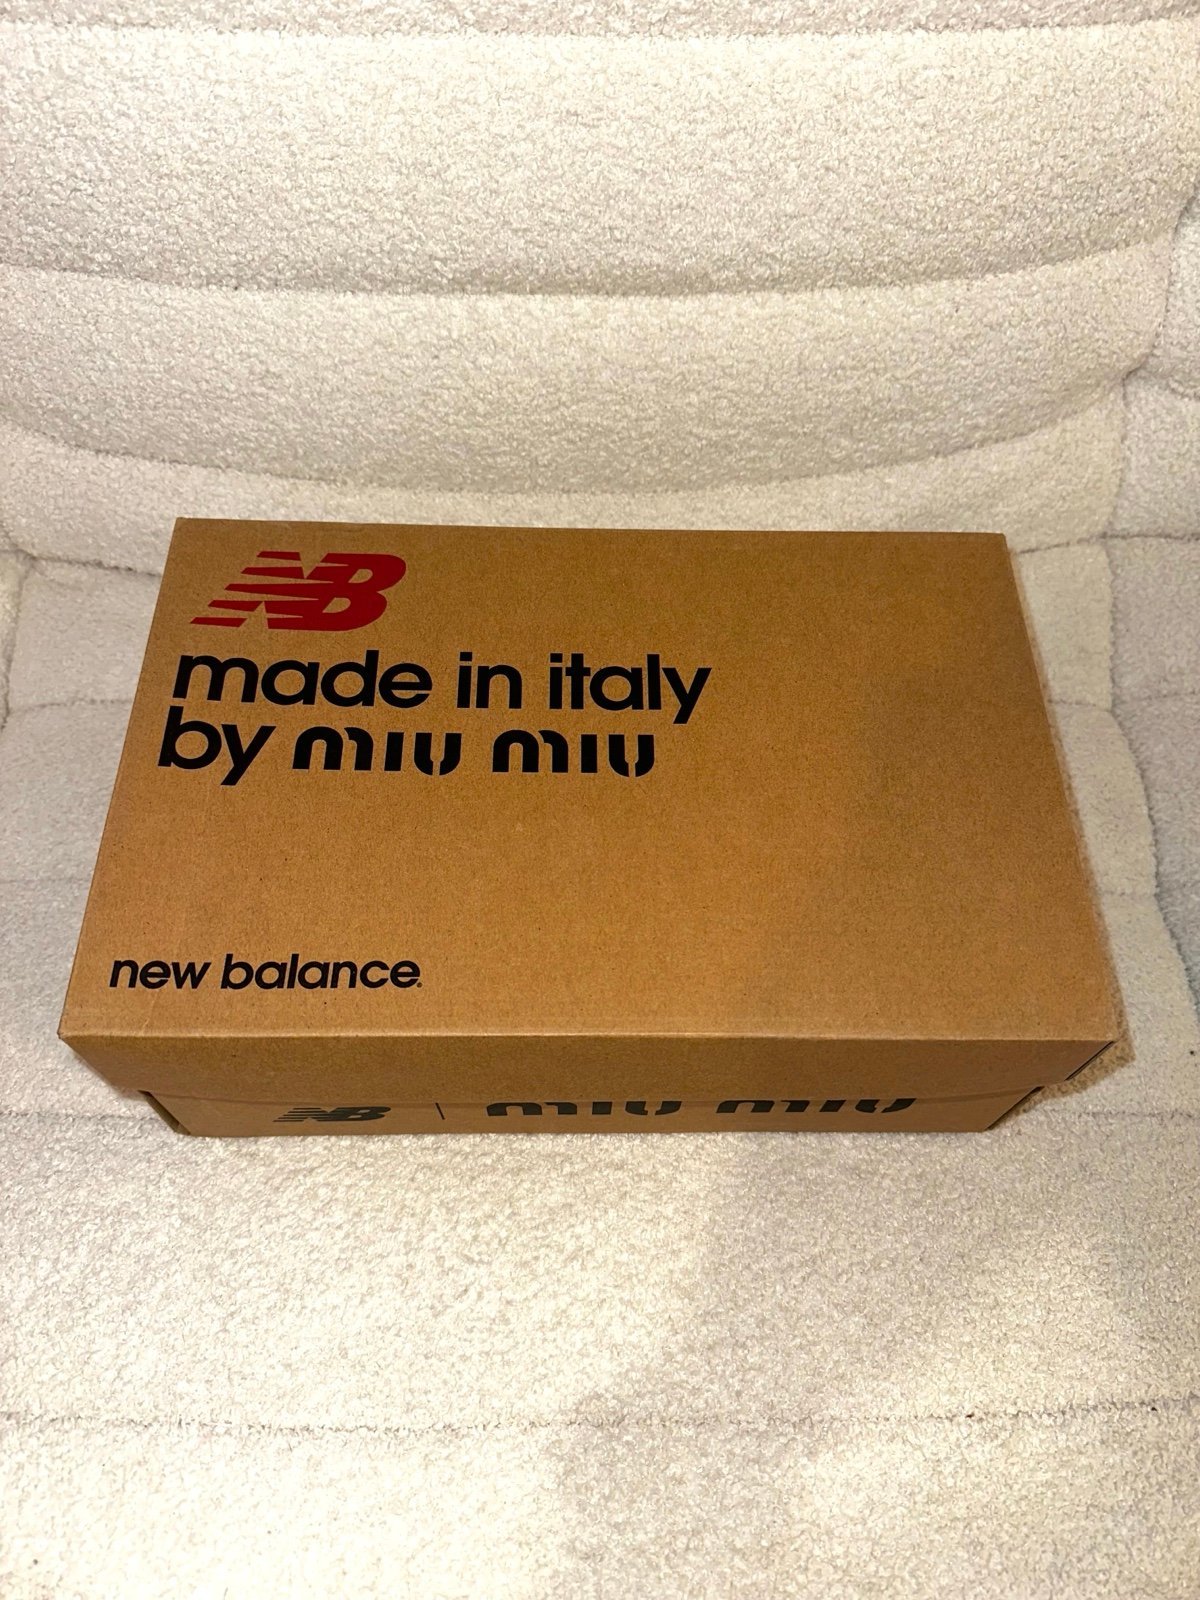 NB
made in italy
by miu miu
new balance
NB | miu miu